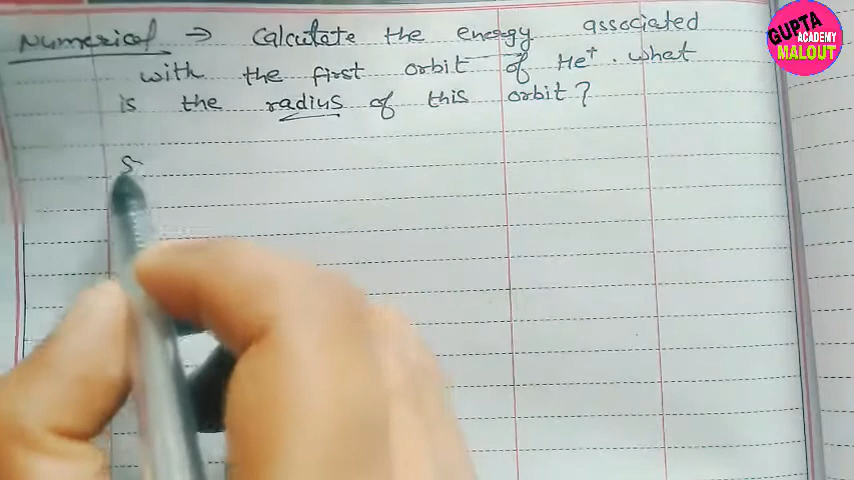 Numerical → Calculate the energy associated
with the first orbit of He⁺. what
is the radius of this orbit?
S
GUPTA
ACADEMY
MALOUT